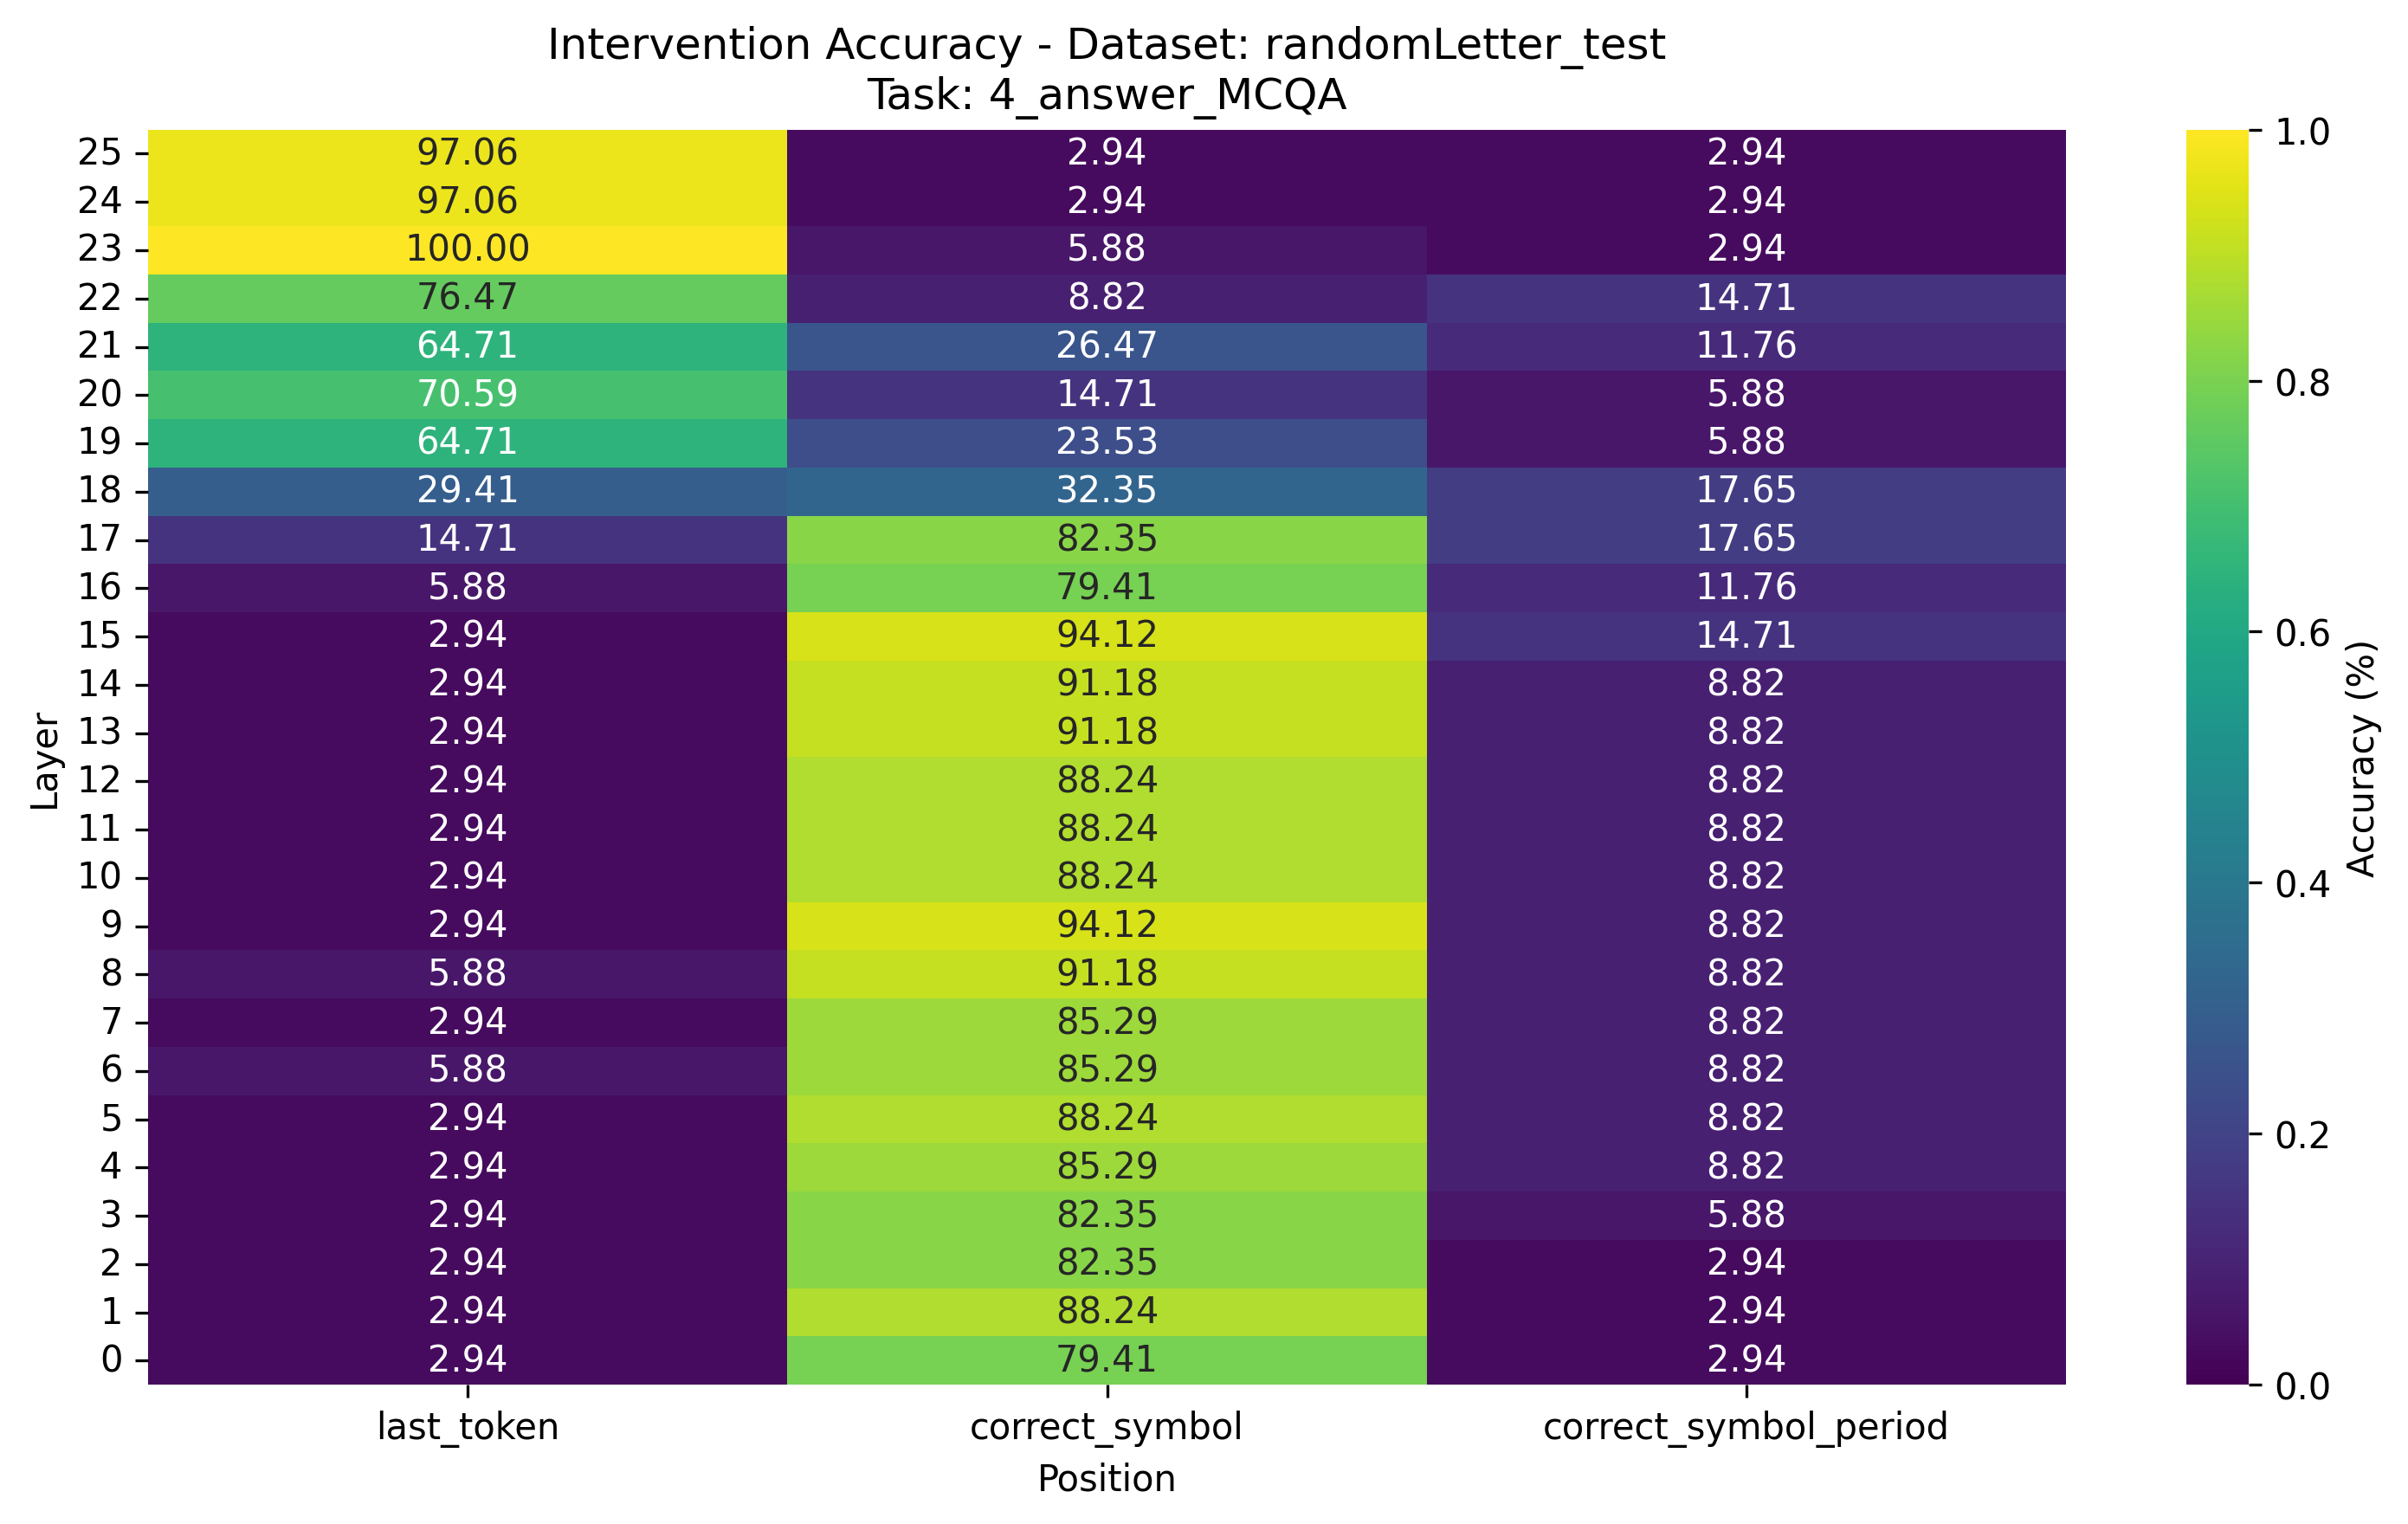 Intervention Accuracy - Dataset: randomLetter_test
Task: 4_answer_MCQA
25 97.06 2.94 2.94
24 97.06 2.94 2.94
23 100.00 5.88 2.94
22 76.47 8.82 14.71
21 64.71 26.47 11.76
20 70.59 14.71 5.88
19 64.71 23.53 5.88
18 29.41 32.35 17.65
17 14.71 82.35 17.65
16 5.88 79.41 11.76
15 2.94 94.12 14.71
14 2.94 91.18 8.82
13 2.94 91.18 8.82
12 2.94 88.24 8.82
11 2.94 88.24 8.82
10 2.94 88.24 8.82
9 2.94 94.12 8.82
8 5.88 91.18 8.82
7 2.94 85.29 8.82
6 5.88 85.29 8.82
5 2.94 88.24 8.82
4 2.94 85.29 8.82
3 2.94 82.35 5.88
2 2.94 82.35 2.94
1 2.94 88.24 2.94
0 2.94 79.41 2.94
last_token correct_symbol correct_symbol_period
Position
Layer
1.0
0.8
0.6
0.4
0.2
0.0
Accuracy (%)